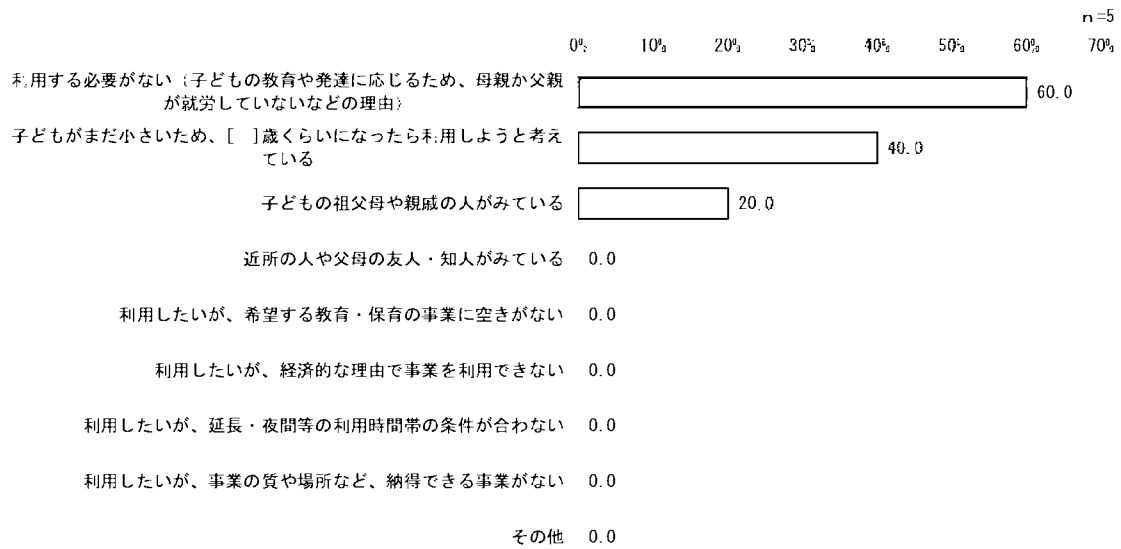 n=5
0% 10% 20% 30% 40% 50% 60% 70%
利用する必要がない（子どもの教育や発達に応じるため、母親か父親
が就労していないなどの理由）
60.0
子どもがまだ小さいため、[　]歳くらいになったら利用しようと考え
ている
40.0
子どもの祖父母や親戚の人がみている 20.0
近所の人や父母の友人・知人がみている 0.0
利用したいが、希望する教育・保育の事業に空きがない 0.0
利用したいが、経済的な理由で事業を利用できない 0.0
利用したいが、延長・夜間等の利用時間帯の条件が合わない 0.0
利用したいが、事業の質や場所など、納得できる事業がない 0.0
その他 0.0